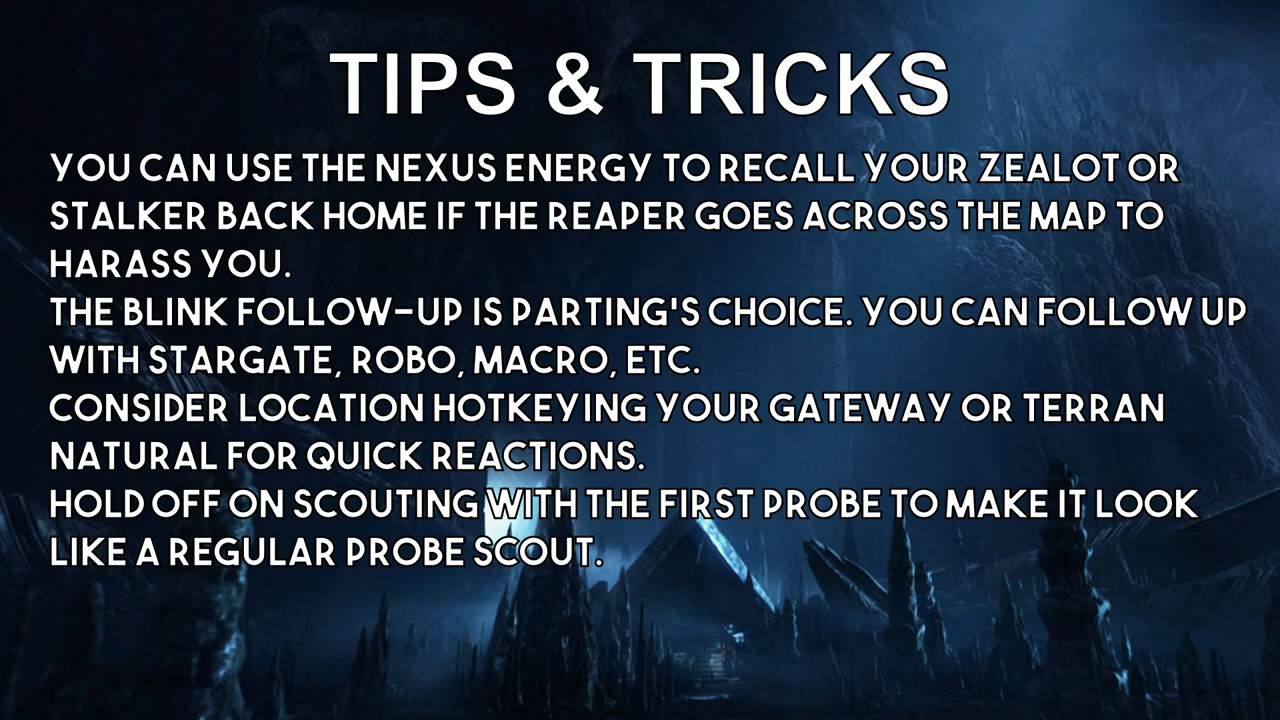 TIPS & TRICKS
YOU CAN USE THE NEXUS ENERGY TO RECALL YOUR ZEALOT OR
STALKER BACK HOME IF THE REAPER GOES ACROSS THE MAP TO
HARASS YOU.
THE BLINK FOLLOW-UP IS PARTING'S CHOICE. YOU CAN FOLLOW UP
WITH STARGATE, ROBO, MACRO, ETC.
CONSIDER LOCATION HOTKEYING YOUR GATEWAY OR TERRAN
NATURAL FOR QUICK REACTIONS.
HOLD OFF ON SCOUTING WITH THE FIRST PROBE TO MAKE IT LOOK
LIKE A REGULAR PROBE SCOUT.